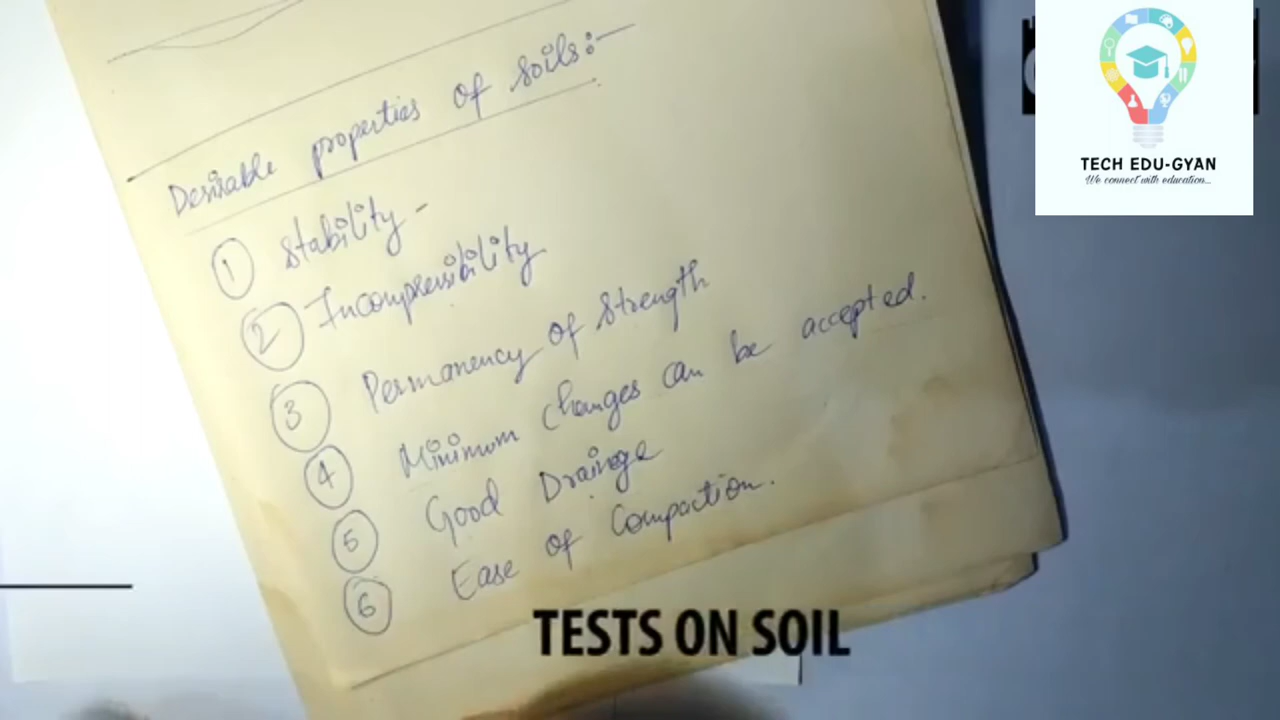 Desirable properties of Soils:-
① Stability -
② Incompressibility
③ Permanency of Strength
④ Minimum Changes can be accepted.
⑤ Good Drainge
⑥ Ease of Compaction.
TESTS ON SOIL
TECH EDU-GYAN
We connect with education...